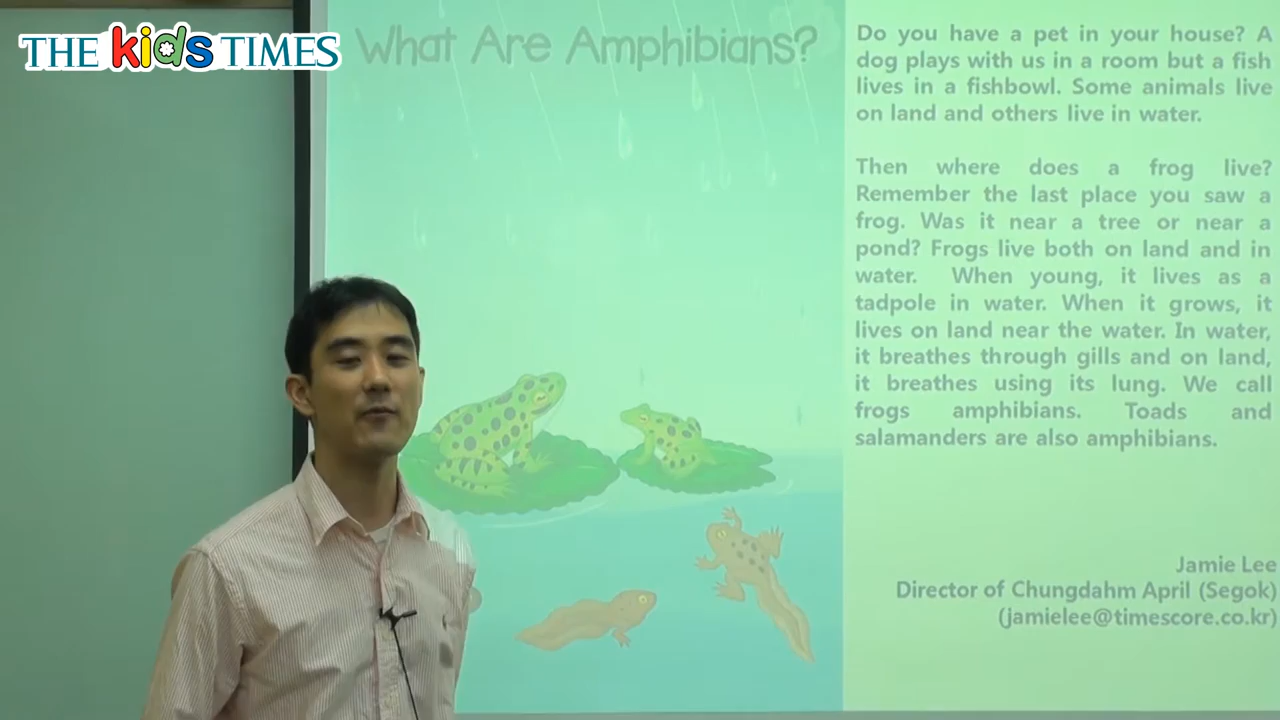 THE kids TIMES
What Are Amphibians?
Do you have a pet in your house? A
dog plays with us in a room but a fish
lives in a fishbowl. Some animals live
on land and others live in water.
Then where does a frog live?
Remember the last place you saw a
frog. Was it near a tree or near a
pond? Frogs live both on land and in
water. When young, it lives as a
tadpole in water. When it grows, it
lives on land near the water. In water,
it breathes through gills and on land,
it breathes using its lung. We call
frogs amphibians. Toads and
salamanders are also amphibians.
Jamie Lee
Director of Chungdahm April (Segok)
(jamielee@timescore.co.kr)